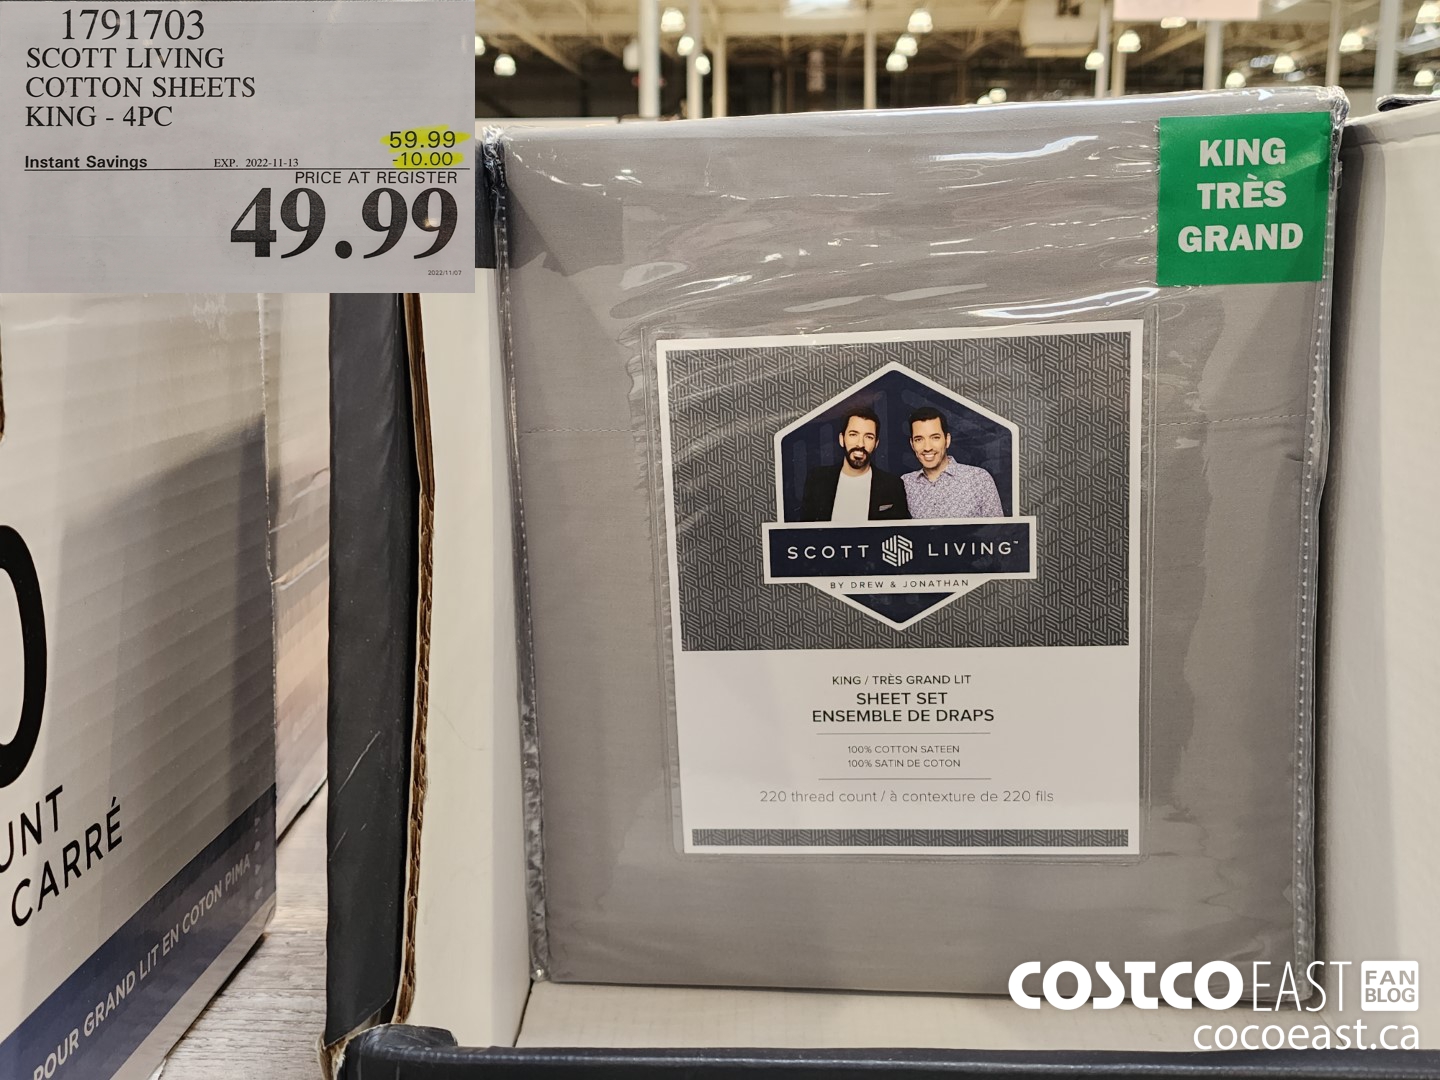 1791703
SCOTT LIVING
COTTON SHEETS
KING - 4PC
59.99
Instant Savings EXP. 2022-11-13 -10.00
PRICE AT REGISTER
49.99
2022/11/07
KING
TRÈS
GRAND
SCOTT LIVING™
BY DREW & JONATHAN
KING / TRÈS GRAND LIT
SHEET SET
ENSEMBLE DE DRAPS
100% COTTON SATEEN
100% SATIN DE COTON
220 thread count / à contexture de 220 fils
CARRÉ
POUR GRAND LIT EN COTON PIMA
COSTCO EAST FAN BLOG
cocoeast.ca